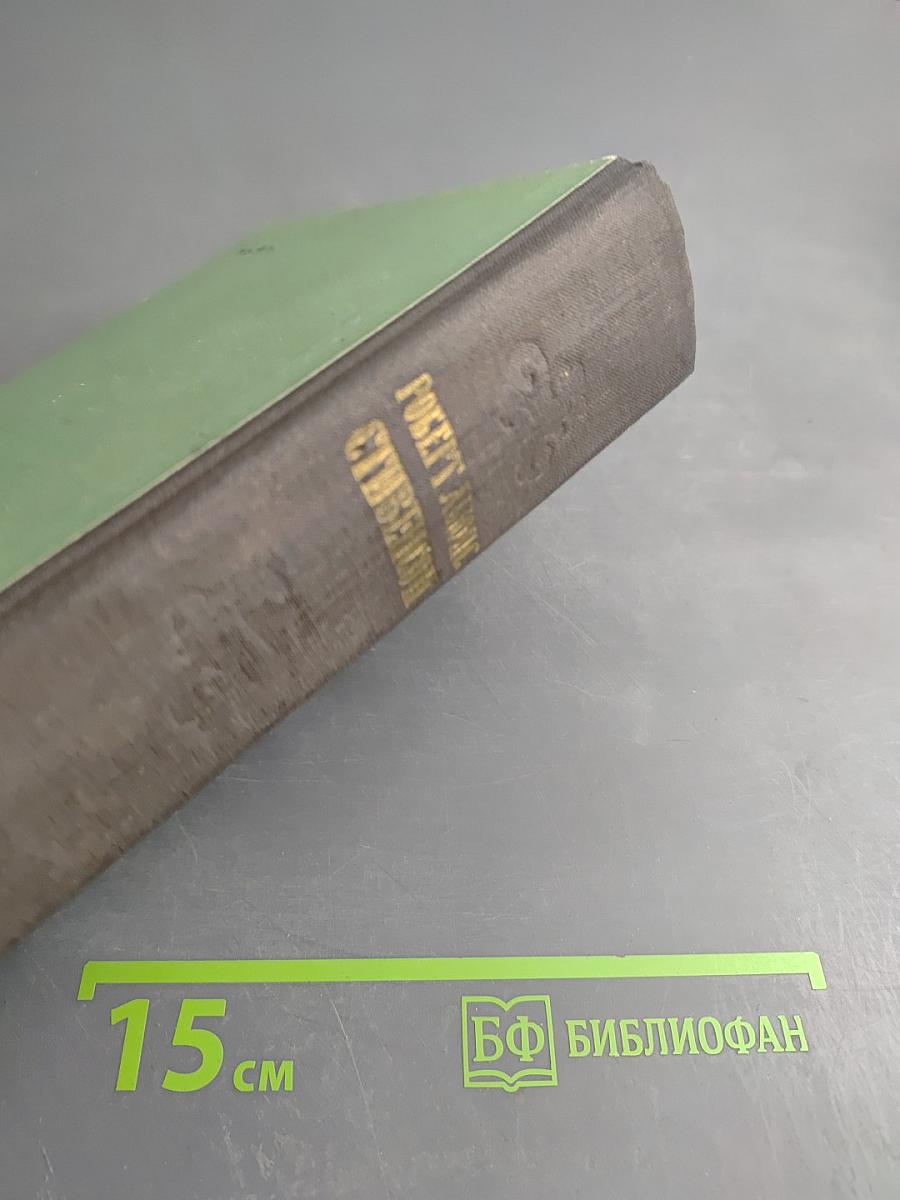 РОБЕРТ ЛЬЮИС
СТИВЕНСОН
15 см
БФ БИБЛИОФАН